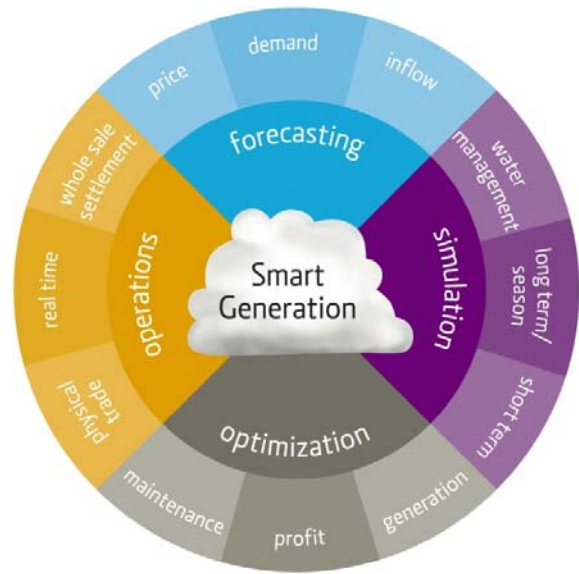 price
demand
inflow
forecasting
whole sale
settlement
real time
physical
trade
operations
Smart
Generation
simulation
water
management
long term/
season
short term
optimization
maintenance
profit
generation